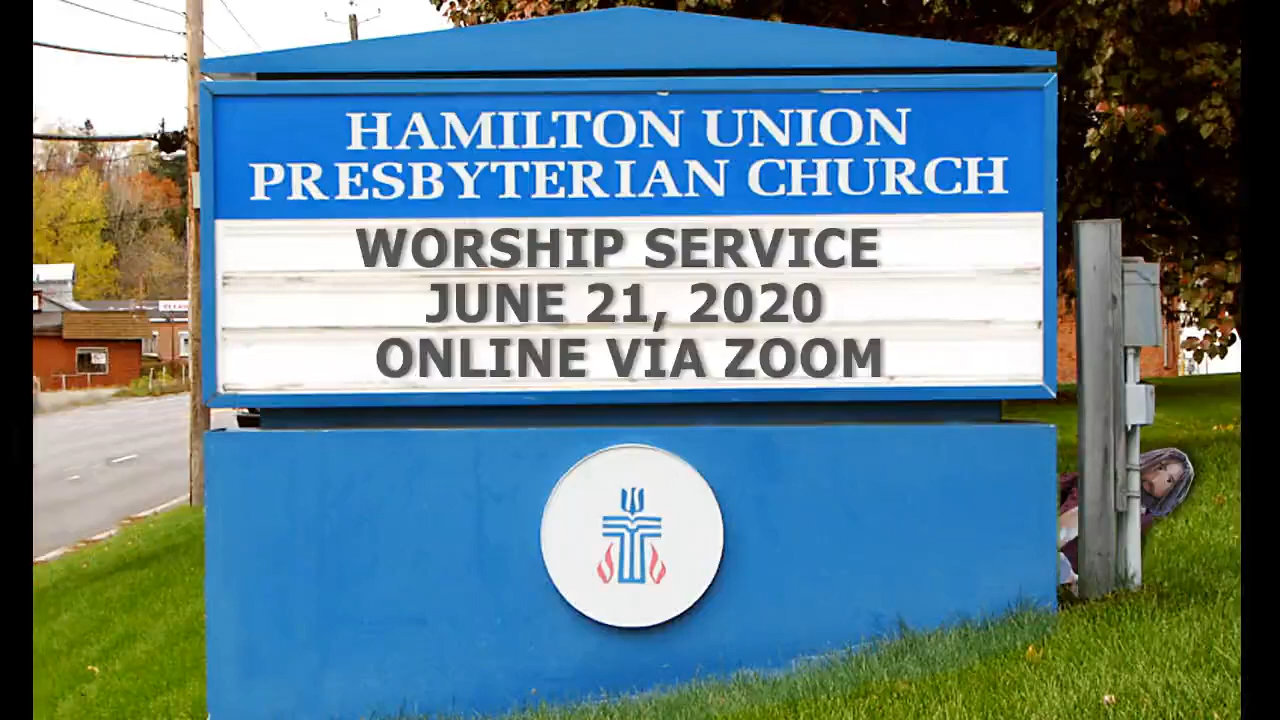 HAMILTON UNION
PRESBYTERIAN CHURCH
WORSHIP SERVICE
JUNE 21, 2020
ONLINE VIA ZOOM